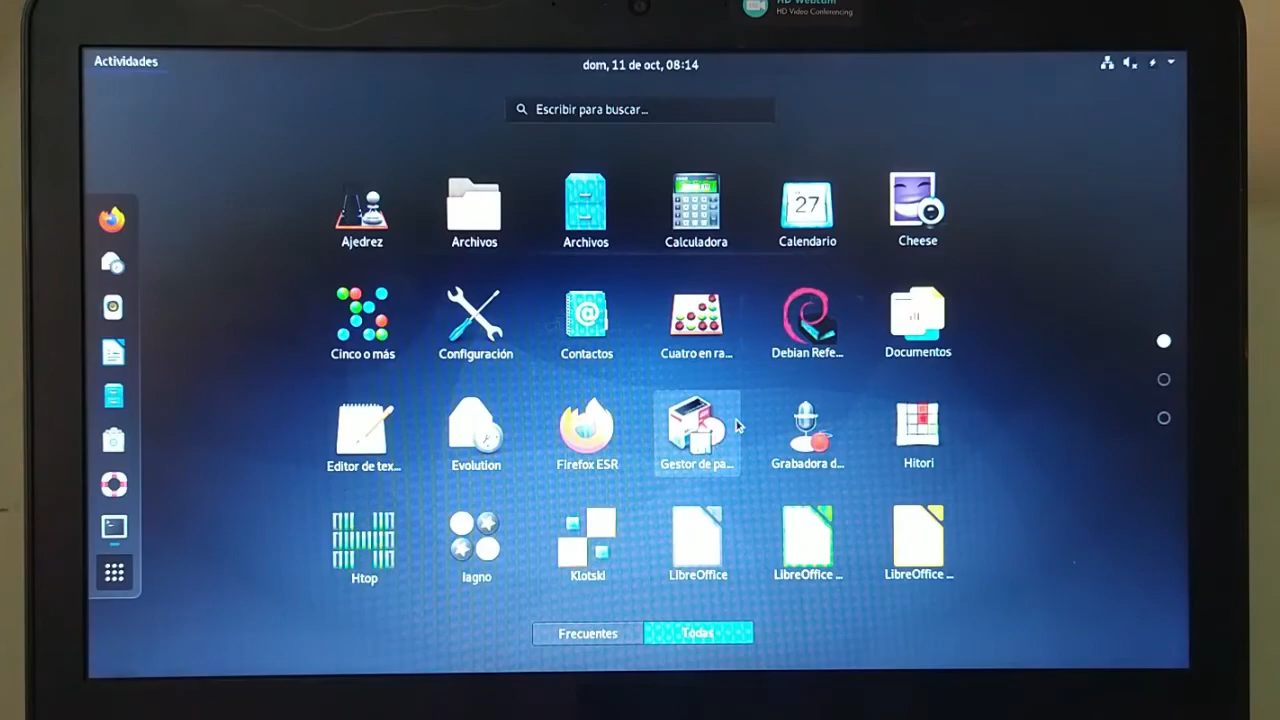 HD Webcam
HD Video Conferencing
Actividades
dom, 11 de oct, 08:14
Escribir para buscar...
27
Ajedrez
Archivos
Archivos
Calculadora
Calendario
Cheese
Cinco o más
Configuración
Contactos
Cuatro en ra...
Debian Refe...
Documentos
Editor de tex...
Evolution
Firefox ESR
Gestor de pa...
Grabadora d...
Hitori
Htop
Iagno
Klotski
LibreOffice
LibreOffice ...
LibreOffice ...
Frecuentes
Todas